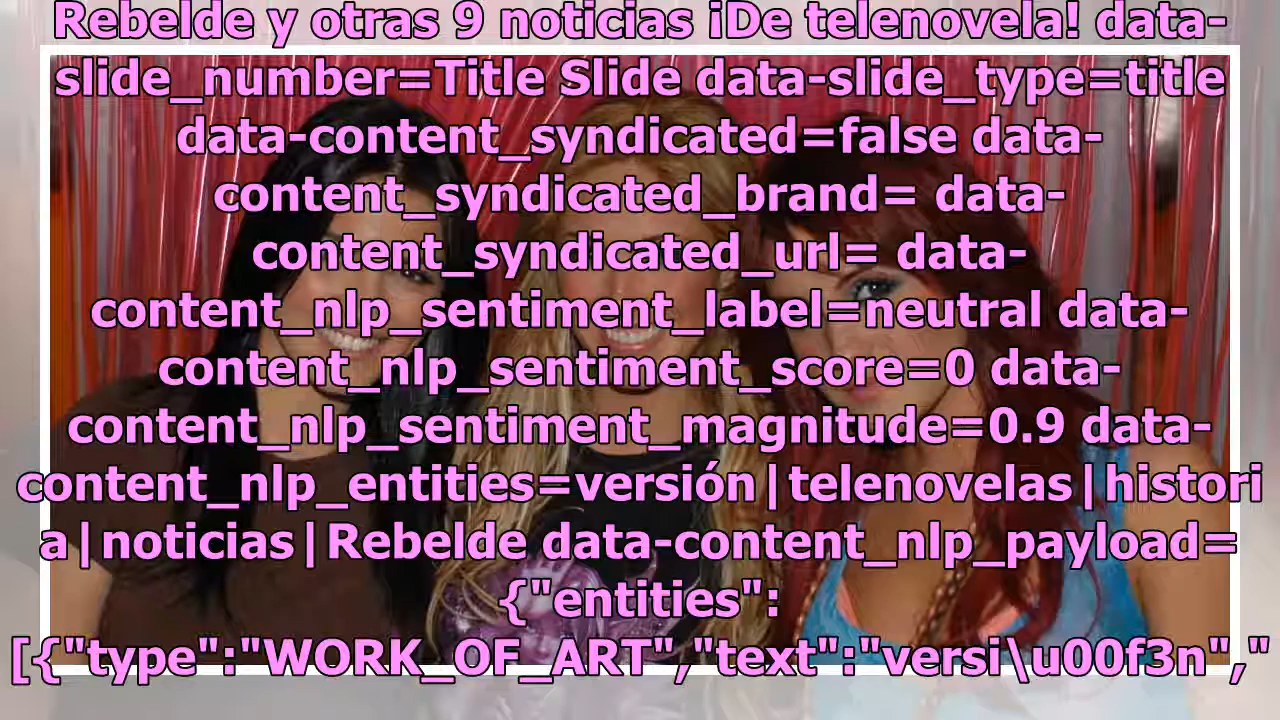 Rebelde y otras 9 noticias ¡De telenovela! data-
slide_number=Title Slide data-slide_type=title
data-content_syndicated=false data-
content_syndicated_brand= data-
content_syndicated_url= data-
content_nlp_sentiment_label=neutral data-
content_nlp_sentiment_score=0 data-
content_nlp_sentiment_magnitude=0.9 data-
content_nlp_entities=versión|telenovelas|histori
a|noticias|Rebelde data-content_nlp_payload=
{"entities":
[{"type":"WORK_OF_ART","text":"versi\u00f3n","